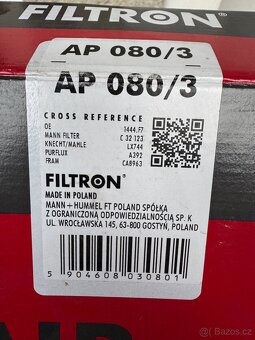 FILTRON
AP 080/3
AP 080/3
CROSS REFERENCE
OE 1444.F7
MANN FILTER C 32 123
KNECHT/MAHLE LX744
PURFLUX A392
FRAM CA8963
FILTRON®
MADE IN POLAND
MANN+HUMMEL FT POLAND SPÓŁKA
Z OGRANICZONĄ ODPOWIEDZIALNOŚCIĄ SP. K
UL. WROCŁAWSKA 145, 63-800 GOSTYŃ, POLAND
5 904608 030801
Bazos.cz